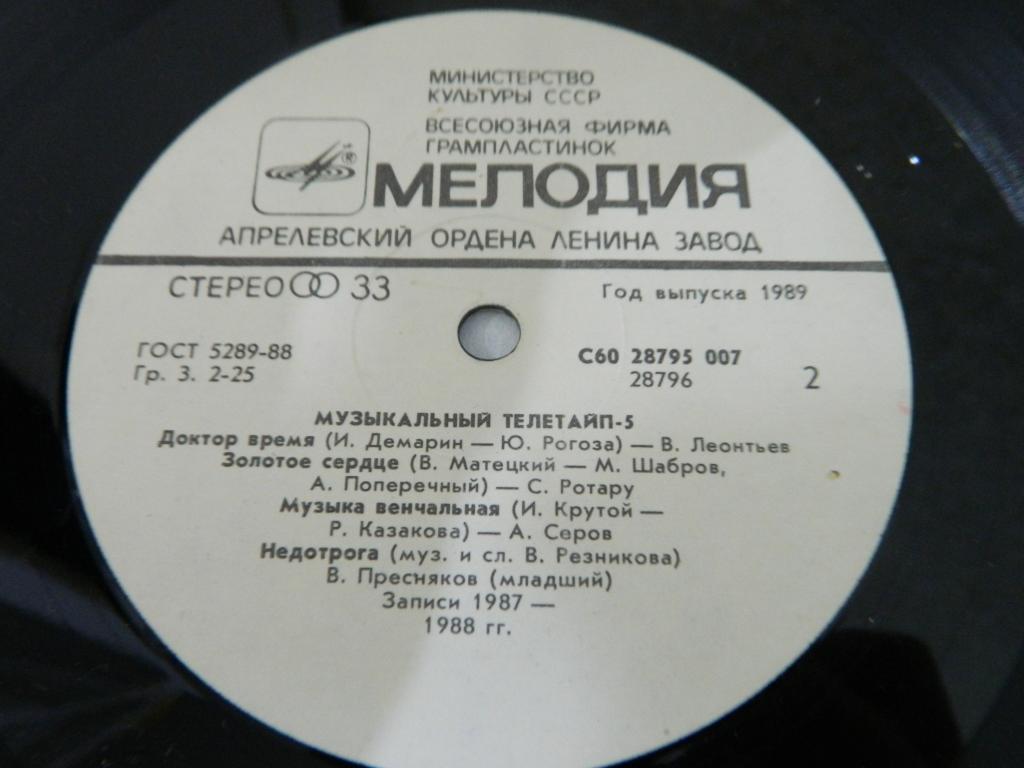 МИНИСТЕРСТВО
КУЛЬТУРЫ СССР
ВСЕСОЮЗНАЯ ФИРМА
ГРАМПЛАСТИНОК
®
МЕЛОДИЯ
АПРЕЛЕВСКИЙ ОРДЕНА ЛЕНИНА ЗАВОД
СТЕРЕО 33
Год выпуска 1989
ГОСТ 5289-88
Гр. 3. 2-25
С60 28795 007
28796
2
МУЗЫКАЛЬНЫЙ ТЕЛЕТАЙП-5
Доктор время (И. Демарин — Ю. Рогоза) — В. Леонтьев
Золотое сердце (В. Матецкий — М. Шабров,
А. Поперечный) — С. Ротару
Музыка венчальная (И. Крутой —
Р. Казакова) — А. Серов
Недотрога (муз. и сл. В. Резникова)
В. Пресняков (младший)
Записи 1987 —
1988 гг.